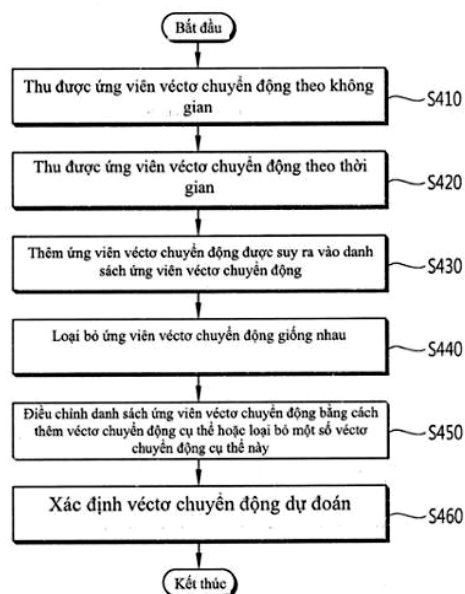 Bắt đầu
Thu được ứng viên véctơ chuyển động theo không
gian
S410
Thu được ứng viên véctơ chuyển động theo thời
gian
S420
Thêm ứng viên véctơ chuyển động được suy ra vào danh
sách ứng viên véctơ chuyển động
S430
Loại bỏ ứng viên véctơ chuyển động giống nhau
S440
Điều chỉnh danh sách ứng viên véctơ chuyển động bằng cách
thêm véctơ chuyển động cụ thể hoặc loại bỏ một số véctơ
chuyển động cụ thể này
S450
Xác định véctơ chuyển động dự đoán
S460
Kết thúc